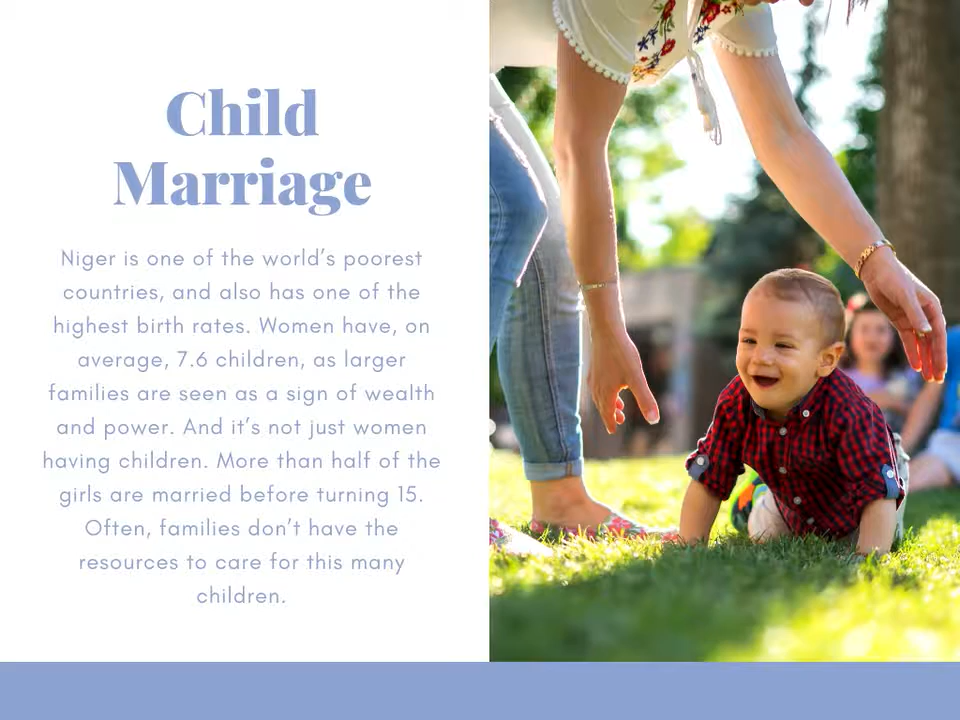 Child
Marriage
Niger is one of the world's poorest
countries, and also has one of the
highest birth rates. Women have, on
average, 7.6 children, as larger
families are seen as a sign of wealth
and power. And it's not just women
having children. More than half of the
girls are married before turning 15.
Often, families don't have the
resources to care for this many
children.